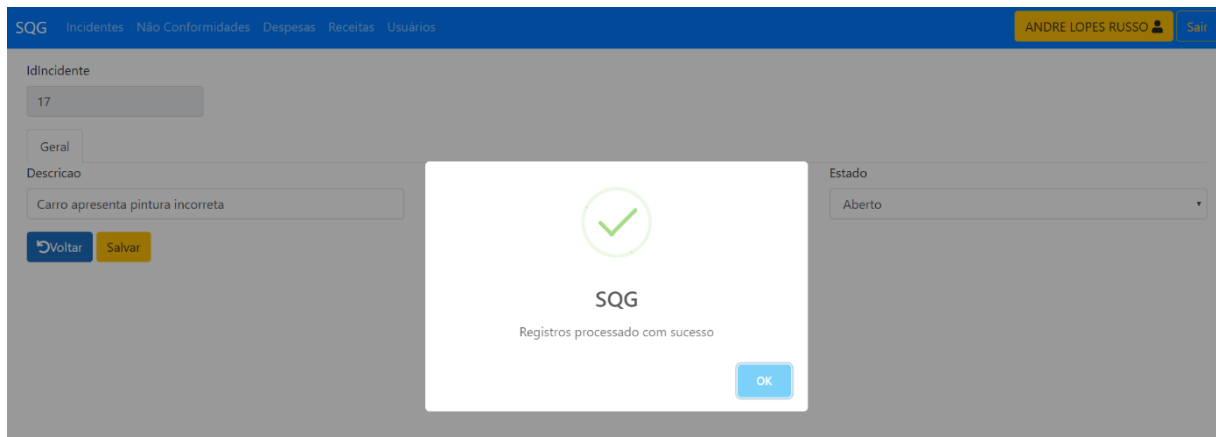 SQG Incidentes Não Conformidades Despesas Receitas Usuários ANDRE LOPES RUSSO Sair
IdIncidente
17
Geral
Descricao Estado
Carro apresenta pintura incorreta Aberto
Voltar Salvar
SQG
Registros processado com sucesso
OK